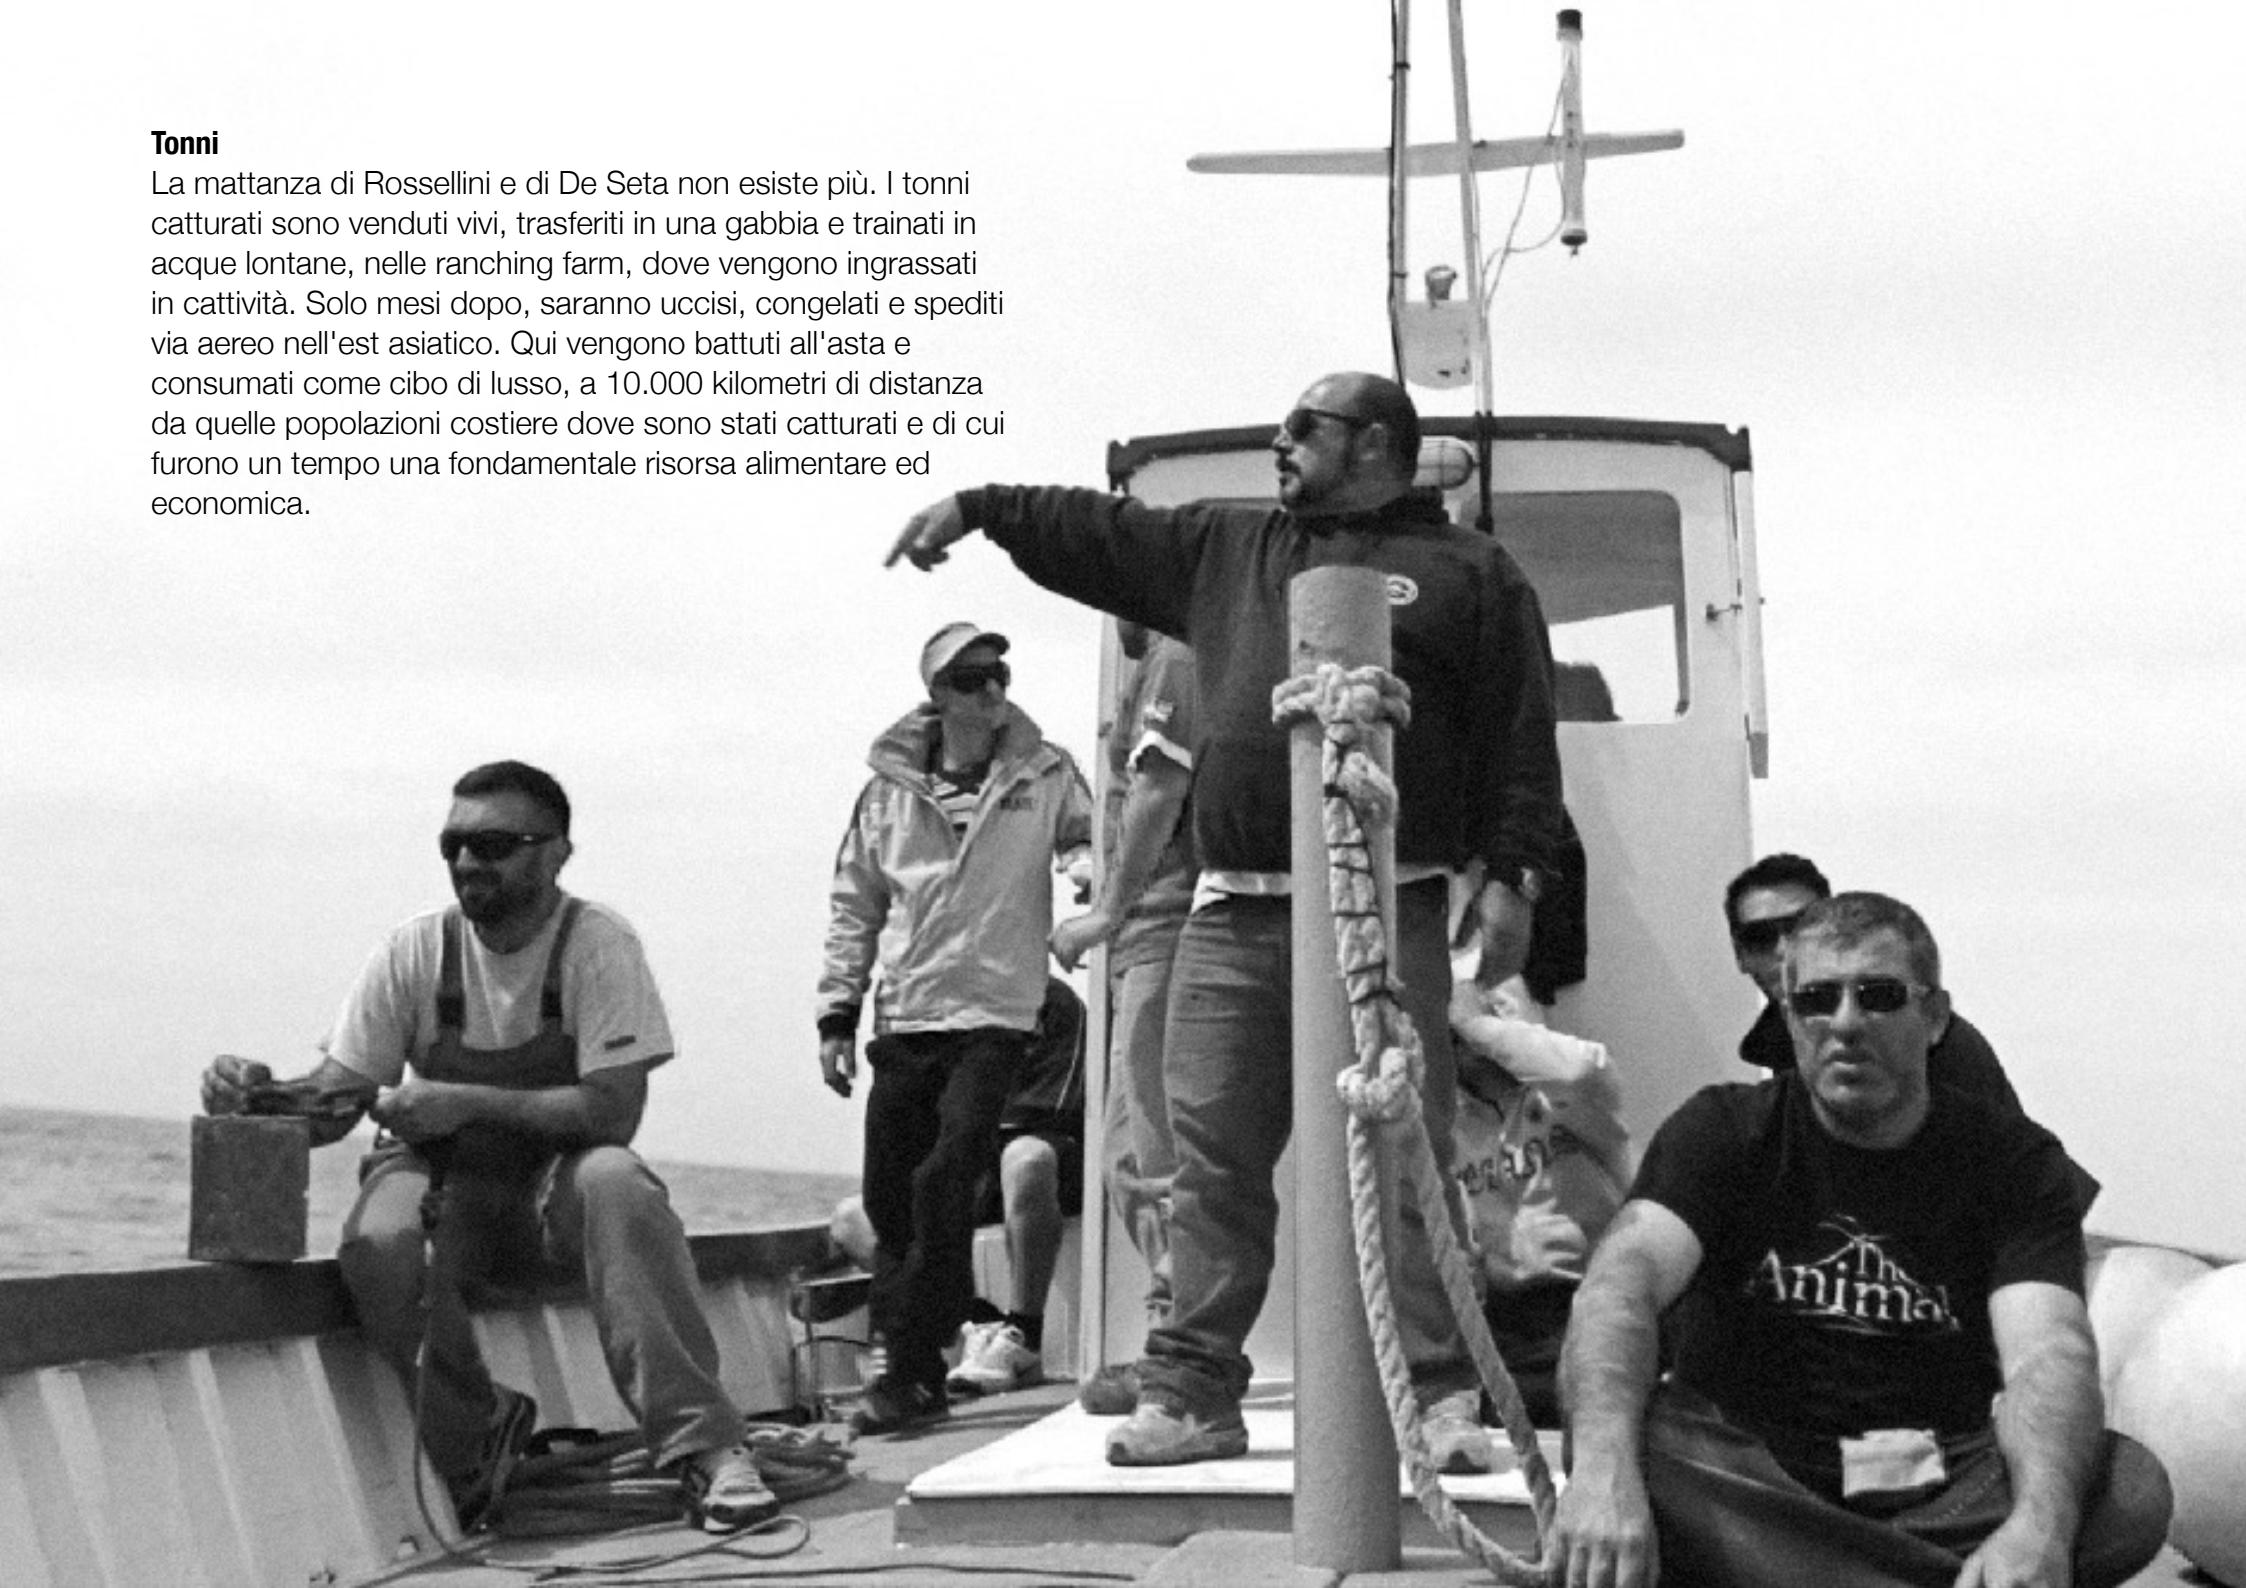 Tonni
La mattanza di Rossellini e di De Seta non esiste più. I tonni
catturati sono venduti vivi, trasferiti in una gabbia e trainati in
acque lontane, nelle ranching farm, dove vengono ingrassati
in cattività. Solo mesi dopo, saranno uccisi, congelati e spediti
via aereo nell'est asiatico. Qui vengono battuti all'asta e
consumati come cibo di lusso, a 10.000 kilometri di distanza
da quelle popolazioni costiere dove sono stati catturati e di cui
furono un tempo una fondamentale risorsa alimentare ed
economica.
The
Animal